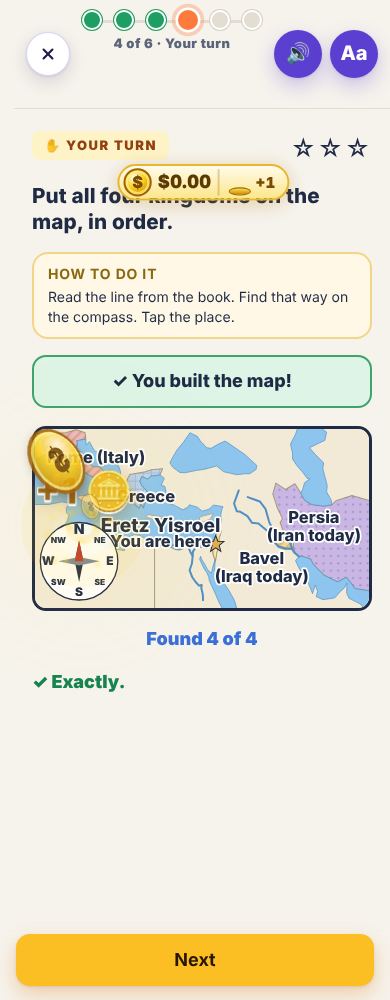 4 of 6 · Your turn
✕
🔊
Aa
✋ YOUR TURN
☆ ☆ ☆
$ $0.00 +1
Put all four kingdoms on the
map, in order.
HOW TO DO IT
Read the line from the book. Find that way on
the compass. Tap the place.
✓ You built the map!
(Italy)
Eretz Yisroel
You are here
Persia
(Iran today)
Bavel
(Iraq today)
N
NW NE
W E
SW SE
S
Found 4 of 4
✓ Exactly.
Next